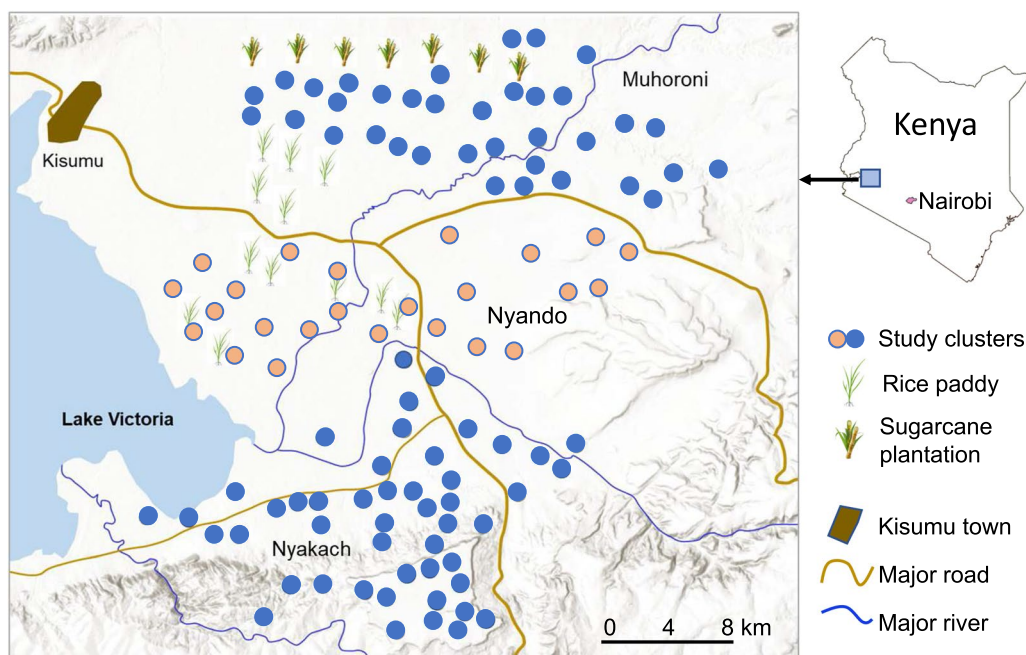 Muhoroni
Kisumu
Nyando
Lake Victoria
Nyakach
0 4 8 km
Kenya
Nairobi
Study clusters
Rice paddy
Sugarcane
plantation
Kisumu town
Major road
Major river